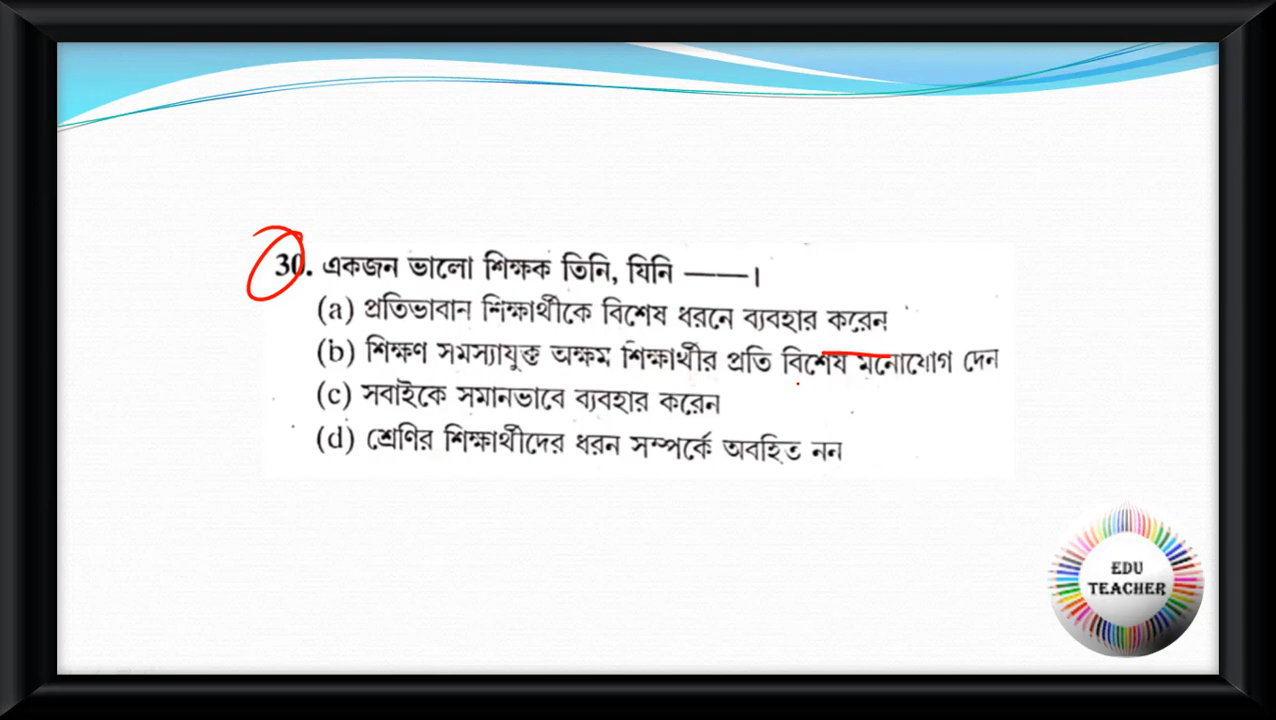 30. একজন ভালো শিক্ষক তিনি, যিনি ———।
(a) প্রতিভাবান শিক্ষার্থীকে বিশেষ ধরনে ব্যবহার করেন
(b) শিক্ষণ সমস্যাযুক্ত অক্ষম শিক্ষার্থীর প্রতি বিশেষ মনোযোগ দেন
(c) সবাইকে সমানভাবে ব্যবহার করেন
(d) শ্রেণির শিক্ষার্থীদের ধরন সম্পর্কে অবহিত নন
EDU
TEACHER